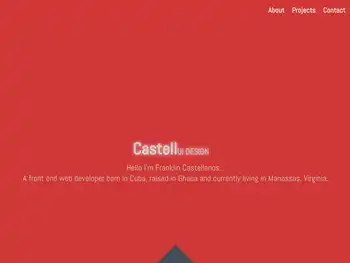 About Projects Contact
Castell UI DESIGN
Hello I'm Franklin Castellanos...
A front end web developer born in Cuba, raised in Ghana and currently living in Manassas, Virginia.